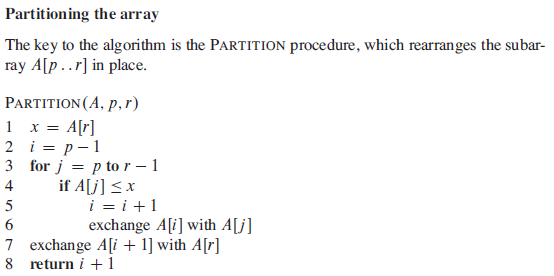 Partitioning the array
The key to the algorithm is the PARTITION procedure, which rearranges the subar-
ray A[p..r] in place.
PARTITION(A, p, r)
1 x = A[r]
2 i = p − 1
3 for j = p to r − 1
4 if A[j] ≤ x
5 i = i + 1
6 exchange A[i] with A[j]
7 exchange A[i + 1] with A[r]
8 return i + 1